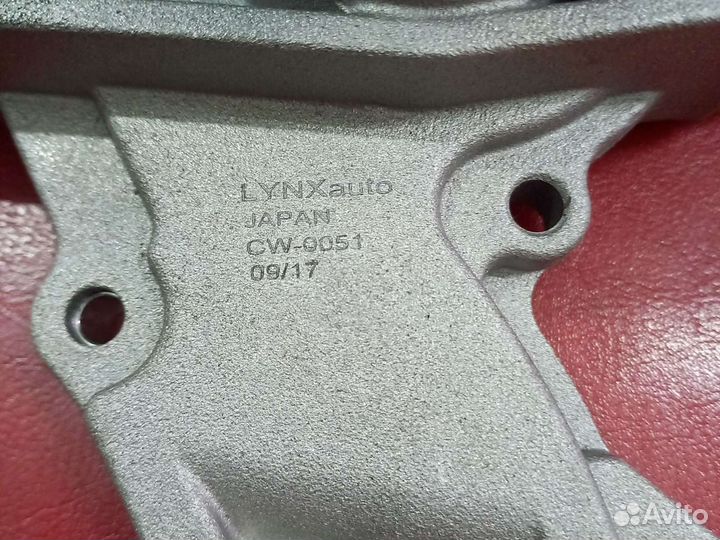 LYNXauto
JAPAN
CW-0051
09/17
Avito